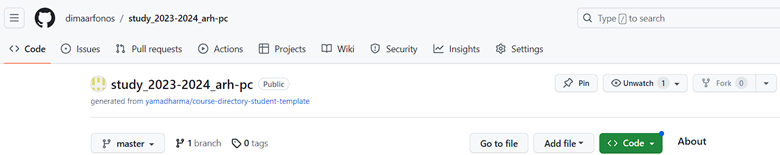 dimaarfonos / study_2023-2024_arh-pc Type / to search
Code Issues Pull requests Actions Projects Wiki Security Insights Settings
study_2023-2024_arh-pc Public Pin Unwatch 1 Fork 0
generated from yamadharma/course-directory-student-template
master 1 branch 0 tags Go to file Add file Code About